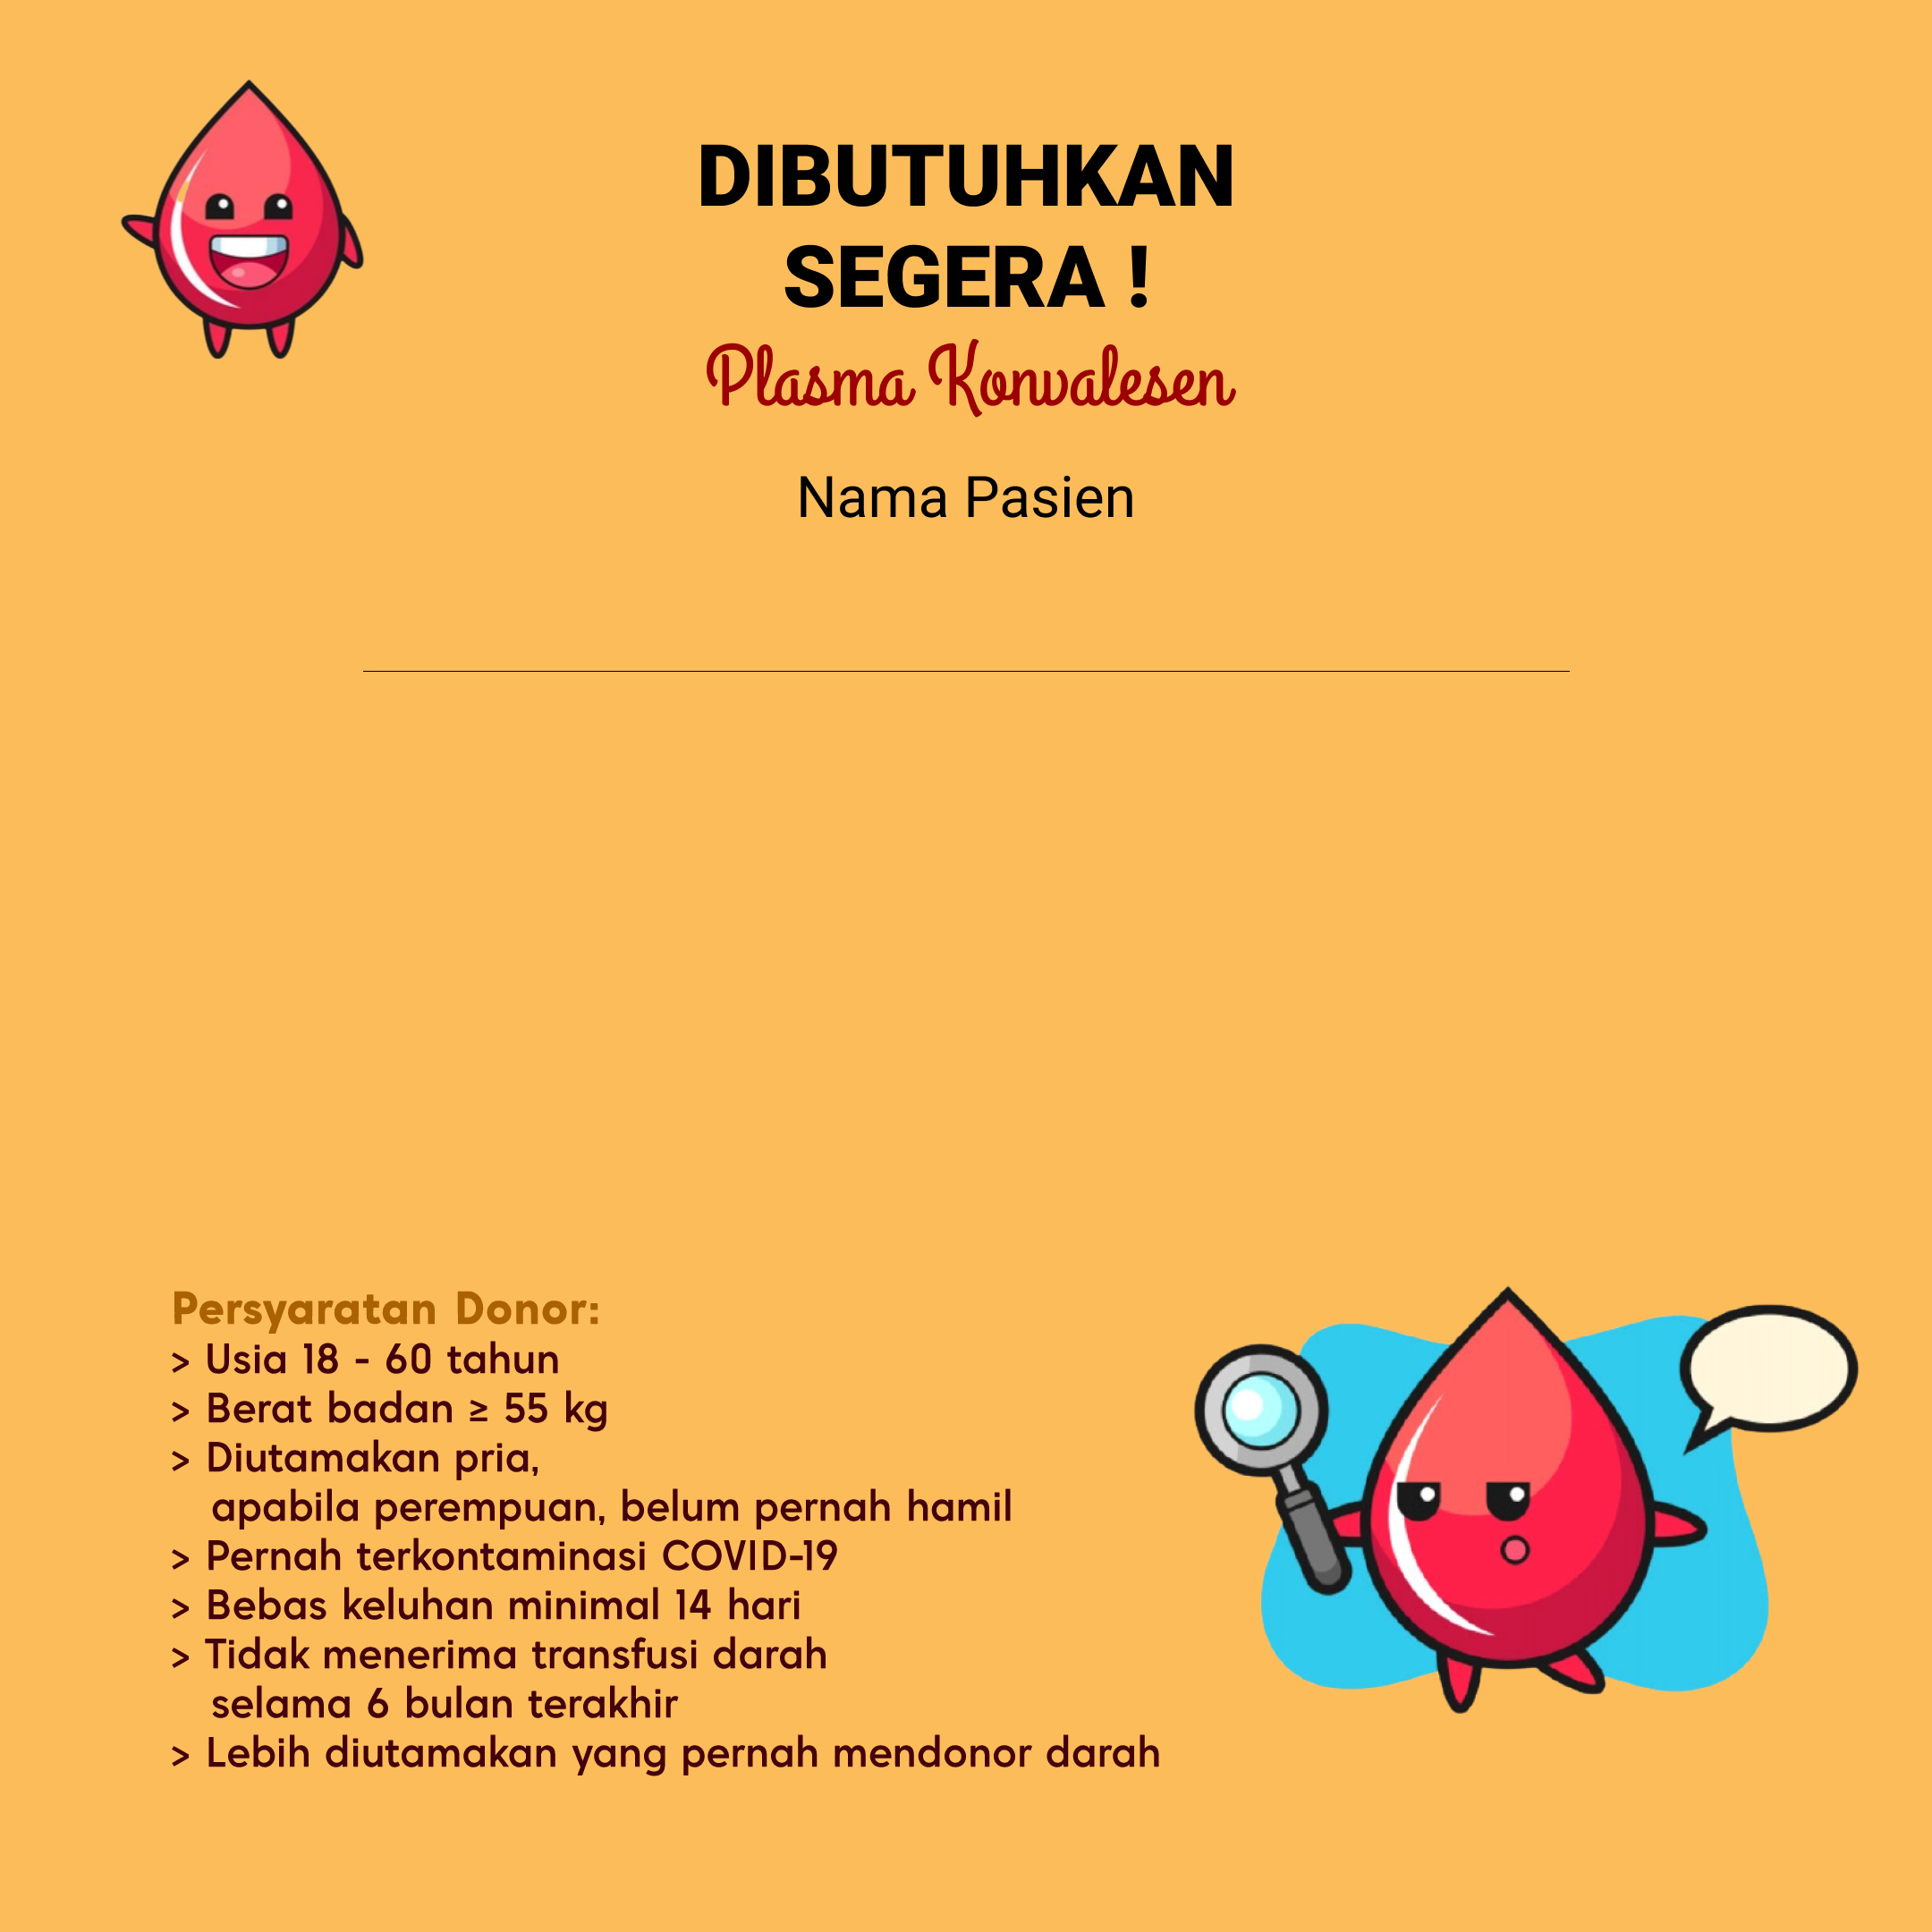 DIBUTUHKAN
SEGERA !
Plasma Konvalesen
Nama Pasien
Persyaratan Donor:
> Usia 18 - 60 tahun
> Berat badan ≥ 55 kg
> Diutamakan pria,
apabila perempuan, belum pernah hamil
> Pernah terkontaminasi COVID-19
> Bebas keluhan minimal 14 hari
> Tidak menerima transfusi darah
selama 6 bulan terakhir
> Lebih diutamakan yang pernah mendonor darah